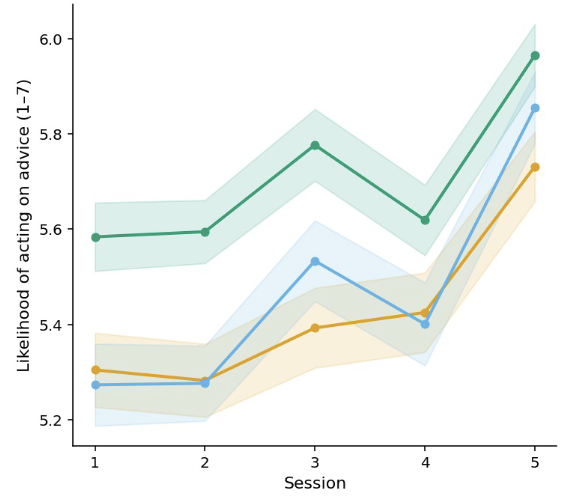 Likelihood of acting on advice (1–7)
6.0
5.8
5.6
5.4
5.2
1 2 3 4 5
Session